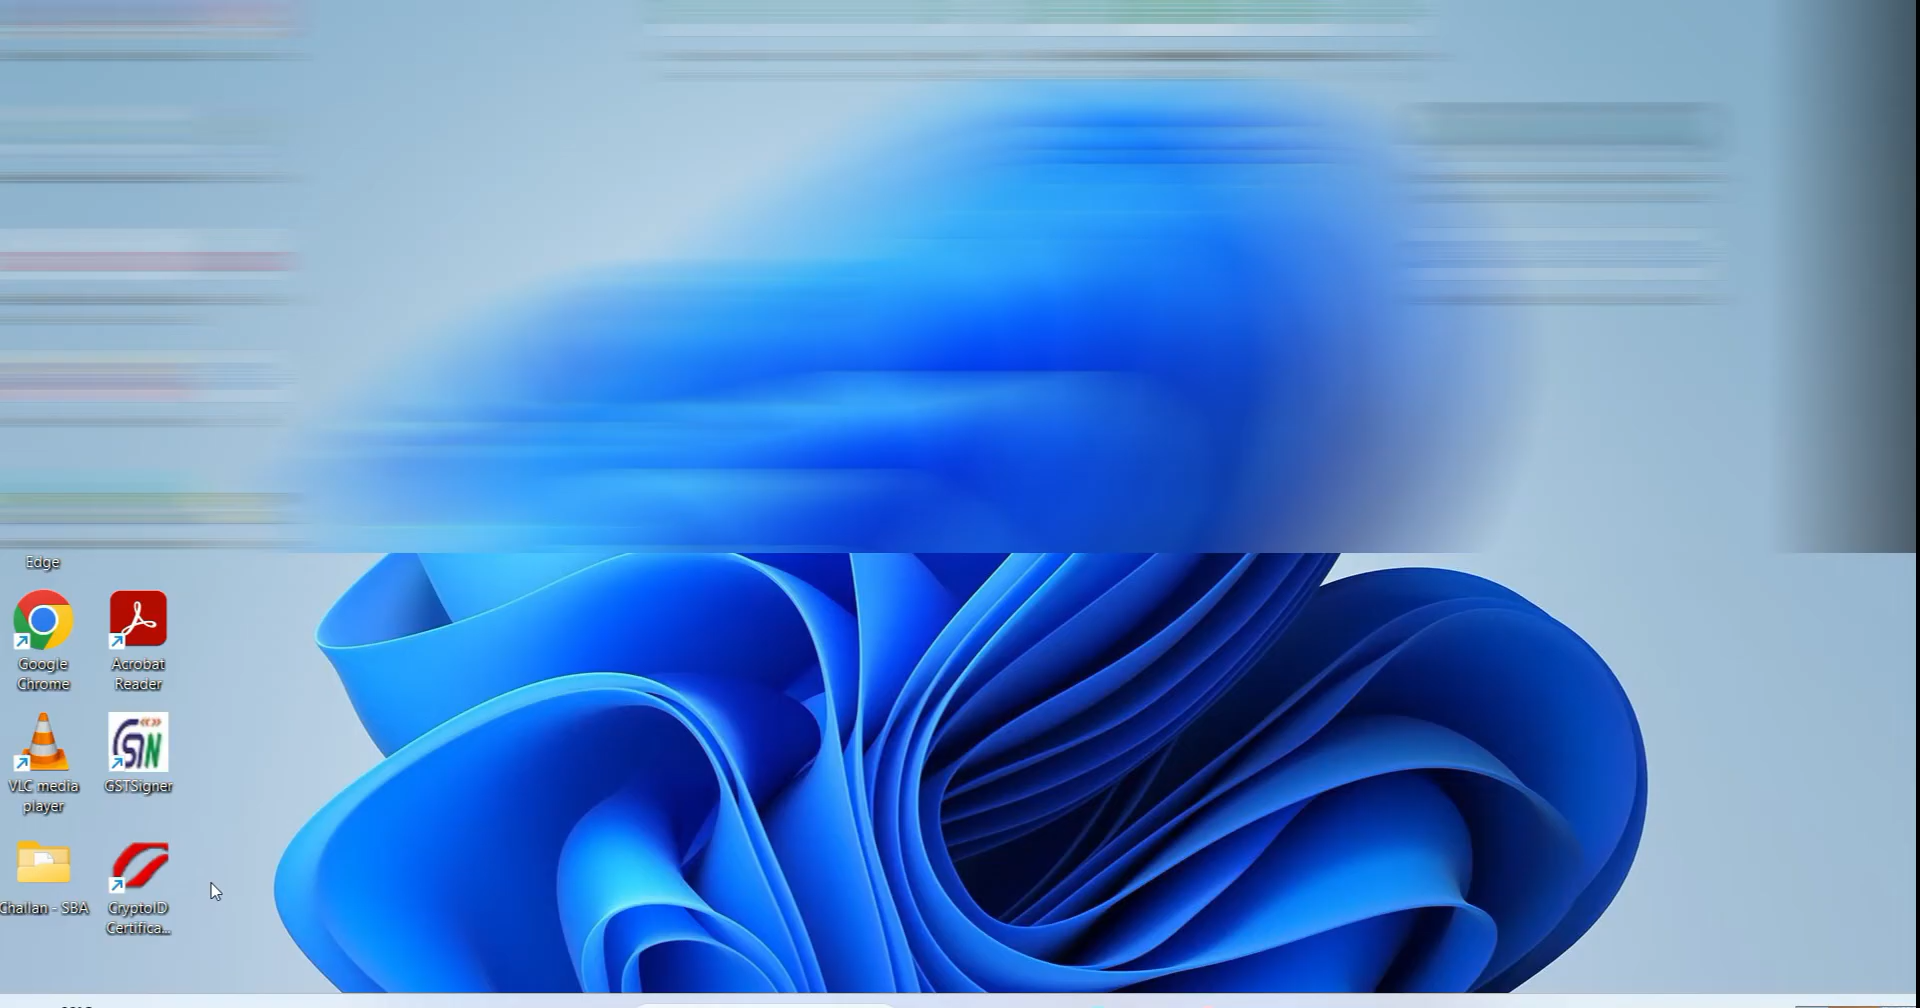 Edge
Google
Chrome
Acrobat
Reader
VLC media
player
GSTSigner
Challan - SBA
CryptoID
Certifica...